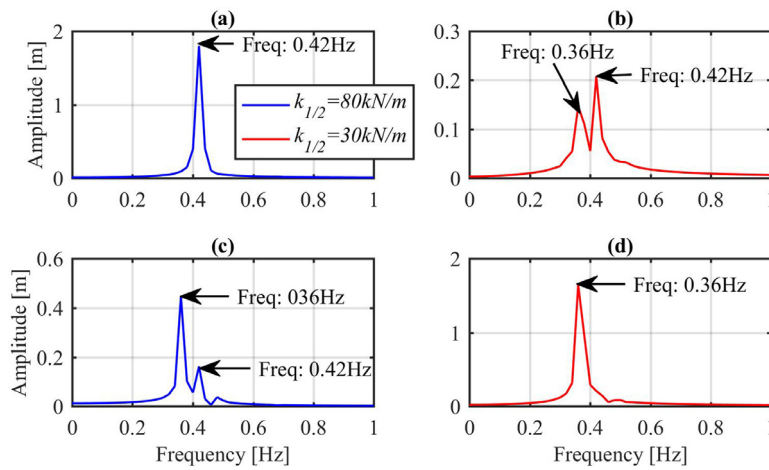 (a)
(b)
2
1
0
Amplitude [m]
Freq: 0.42Hz
k1/2=80kN/m
k1/2=30kN/m
0 0.2 0.4 0.6 0.8 1
0.3
0.2
0.1
0
Freq: 0.36Hz
Freq: 0.42Hz
0 0.2 0.4 0.6 0.8 1
(c)
(d)
0.6
0.4
0.2
0
Amplitude [m]
Freq: 036Hz
Freq: 0.42Hz
0 0.2 0.4 0.6 0.8 1
Frequency [Hz]
2
1
0
Freq: 0.36Hz
0 0.2 0.4 0.6 0.8 1
Frequency [Hz]